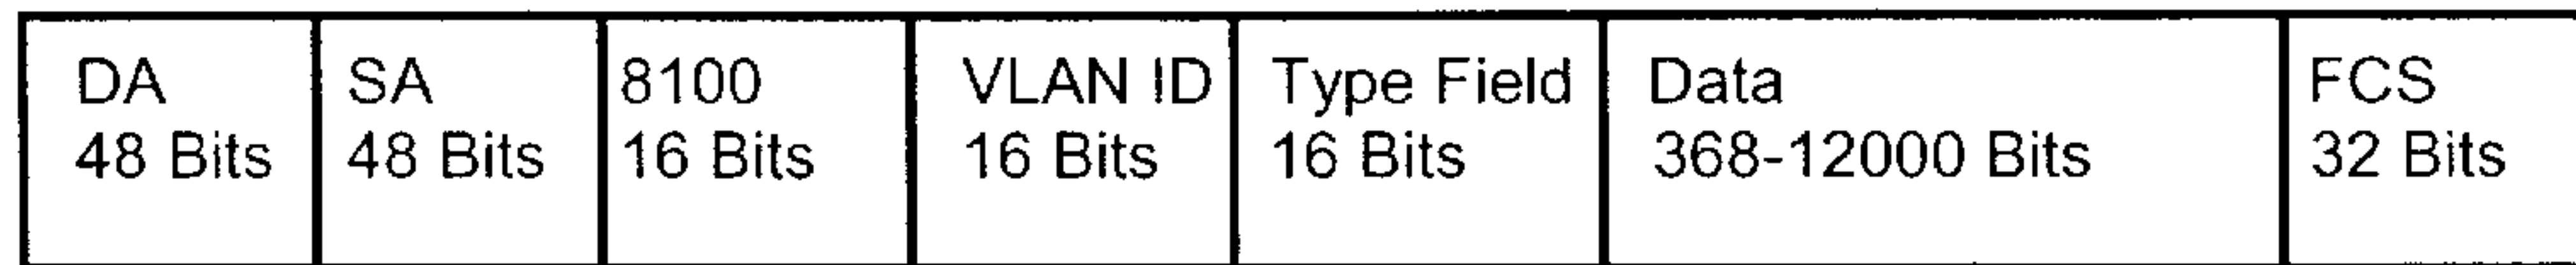 DA SA 8100 VLAN ID Type Field Data FCS
48 Bits 48 Bits 16 Bits 16 Bits 16 Bits 368-12000 Bits 32 Bits